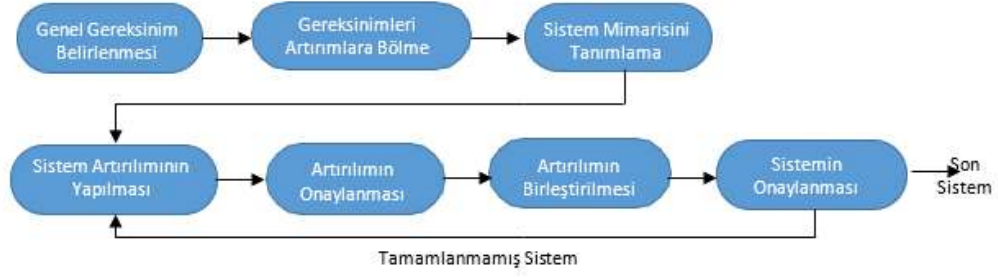 Genel Gereksinim
Belirlenmesi
Gereksinimleri
Artırımlara Bölme
Sistem Mimarisini
Tanımlama
Sistem Artırılımının
Yapılması
Artırılımın
Onaylanması
Artırılımın
Birleştirilmesi
Sistemin
Onaylanması
Son
Sistem
Tamamlanmamış Sistem